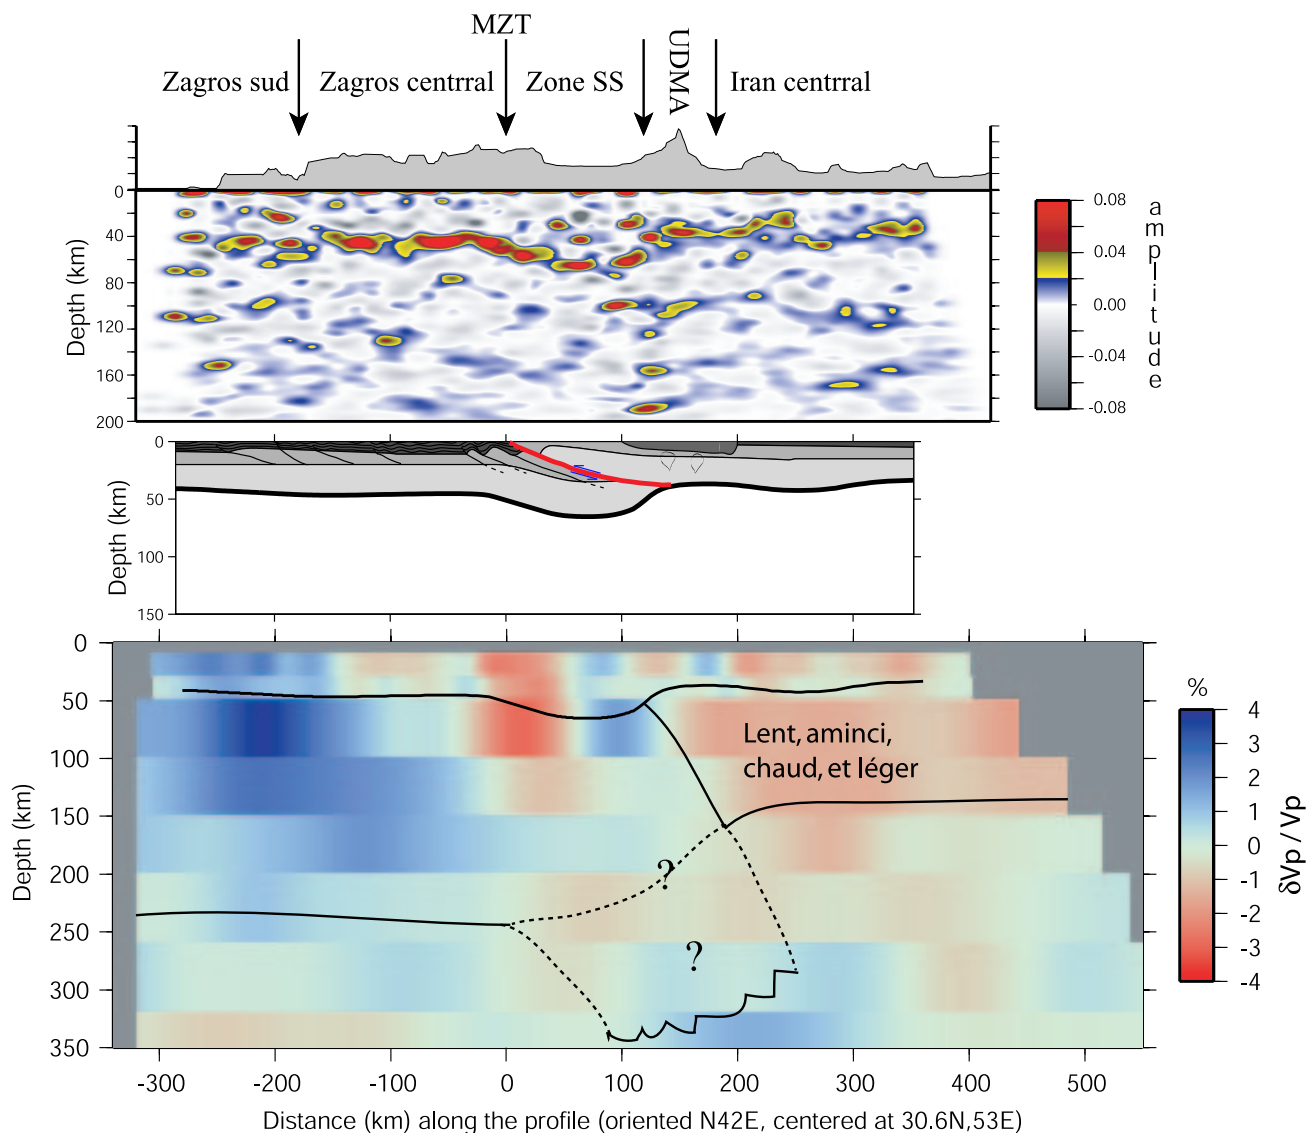 MZT
UDMA
Zagros sud
Zagros centrral
Zone SS
Iran centrral
0
40
80
120
160
200
Depth (km)
0.08
0.04
0.00
-0.04
-0.08
amplitude
0
50
100
150
Depth (km)
0
50
100
150
200
250
300
350
Depth (km)
Lent, aminci,
chaud, et léger
?
?
%
4
3
2
1
0
-1
-2
-3
-4
δVp / Vp
-300 -200 -100 0 100 200 300 400 500
Distance (km) along the profile (oriented N42E, centered at 30.6N,53E)